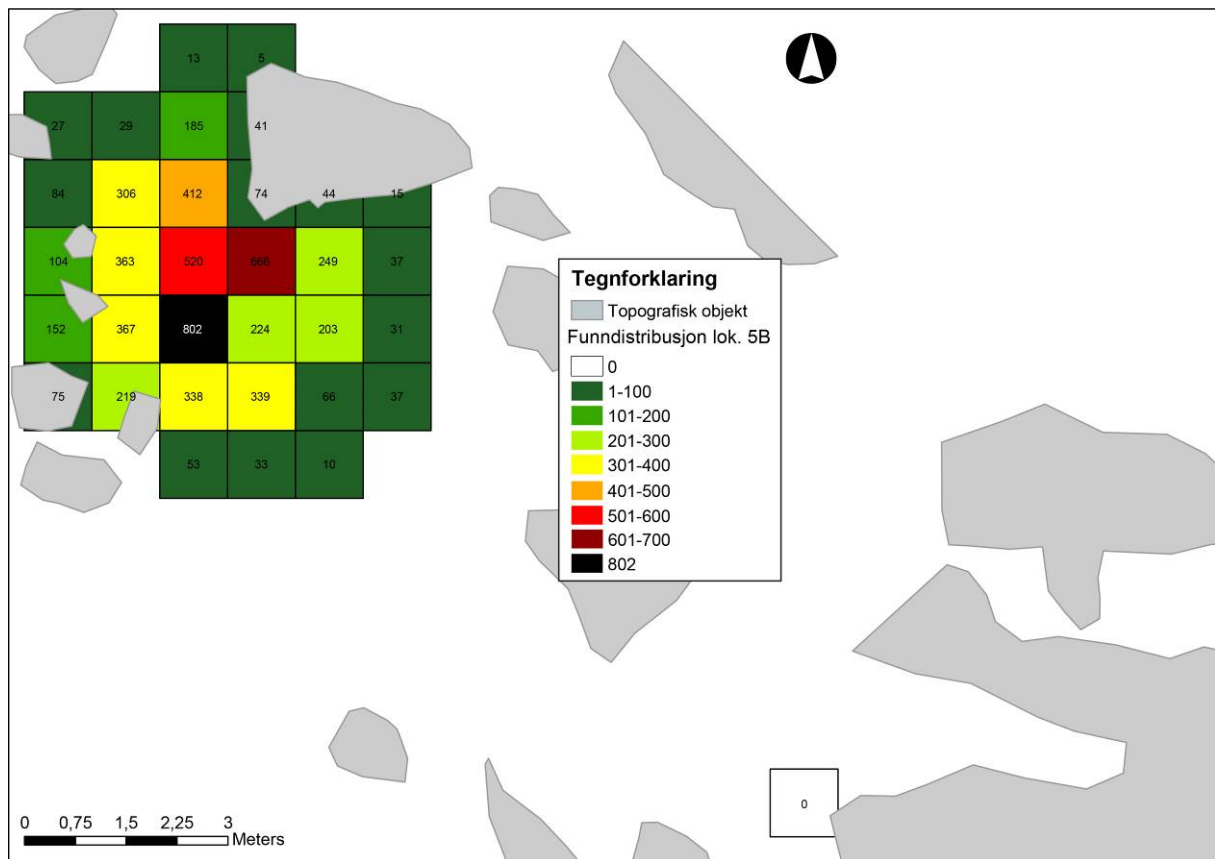 13 5
27 29 185 41
84 306 412 74 44 15
104 363 520 666 249 37
152 367 802 224 203 31
75 219 338 339 66 37
53 33 10
Tegnforklaring
Topografisk objekt
Funndistribusjon lok. 5B
0
1-100
101-200
201-300
301-400
401-500
501-600
601-700
802
0
0 0,75 1,5 2,25 3
Meters